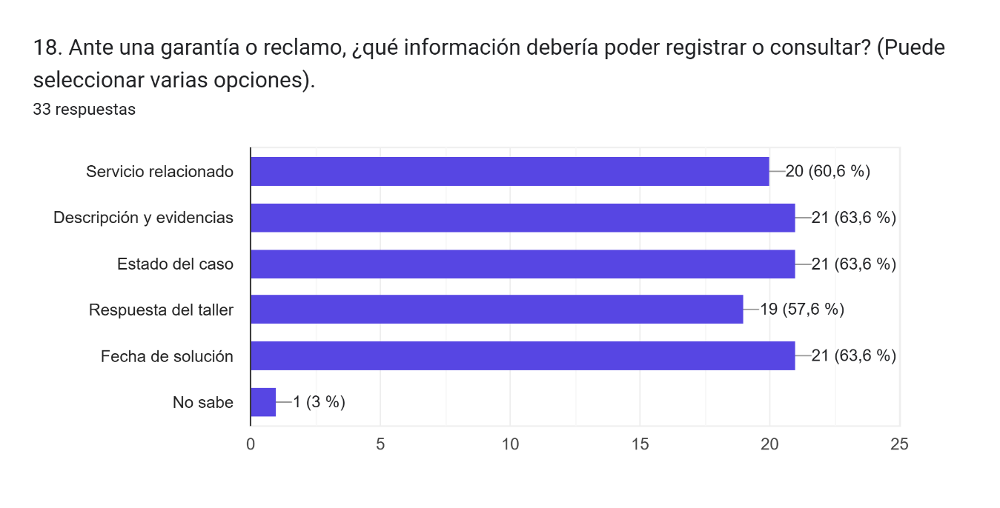 18. Ante una garantía o reclamo, ¿qué información debería poder registrar o consultar? (Puede
seleccionar varias opciones).
33 respuestas
Servicio relacionado
20 (60,6 %)
Descripción y evidencias
21 (63,6 %)
Estado del caso
21 (63,6 %)
Respuesta del taller
19 (57,6 %)
Fecha de solución
21 (63,6 %)
No sabe
1 (3 %)
0 5 10 15 20 25